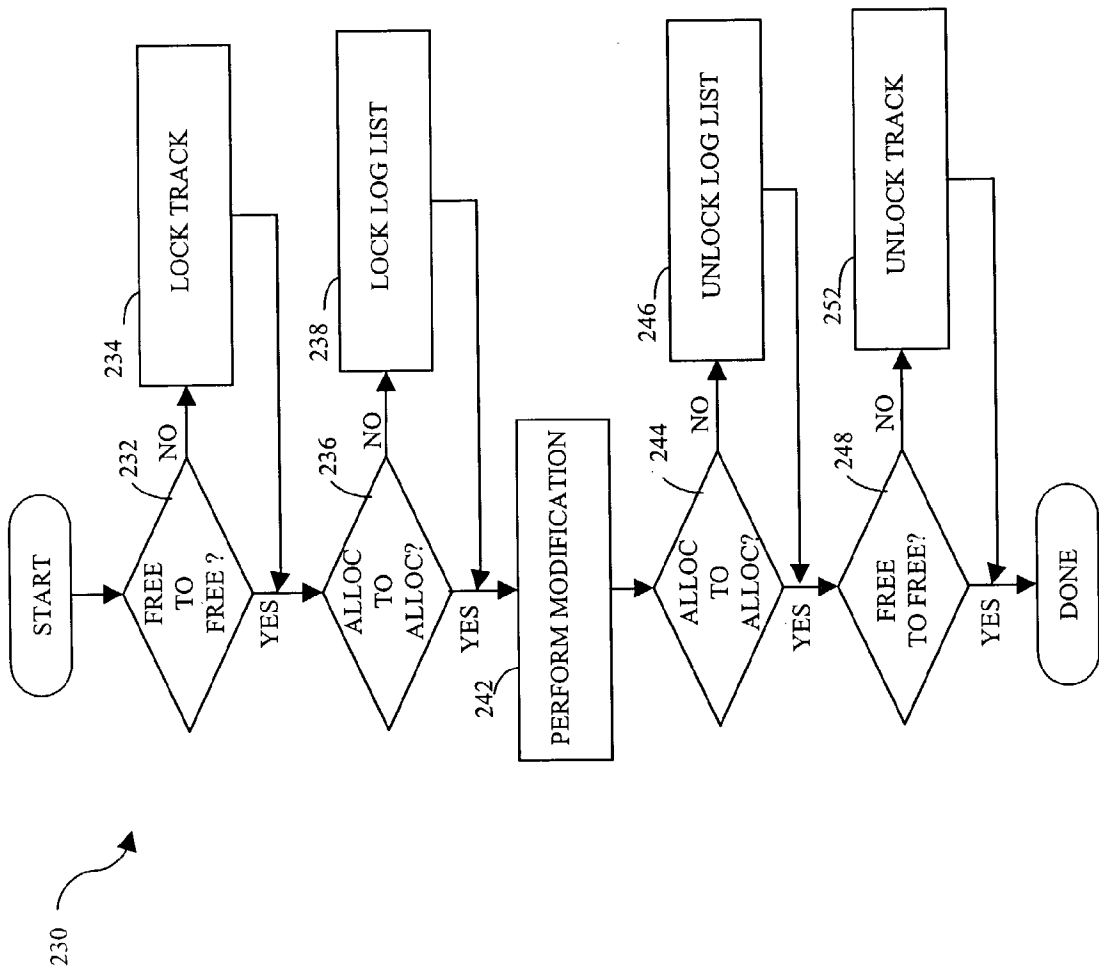 START
232
FREE
TO
FREE?
NO
YES
234
LOCK TRACK
236
ALLOC
TO
ALLOC?
NO
YES
238
LOCK LOG LIST
242
PERFORM MODIFICATION
244
ALLOC
TO
ALLOC?
NO
YES
246
UNLOCK LOG LIST
248
FREE
TO FREE?
NO
YES
252
UNLOCK TRACK
DONE
230